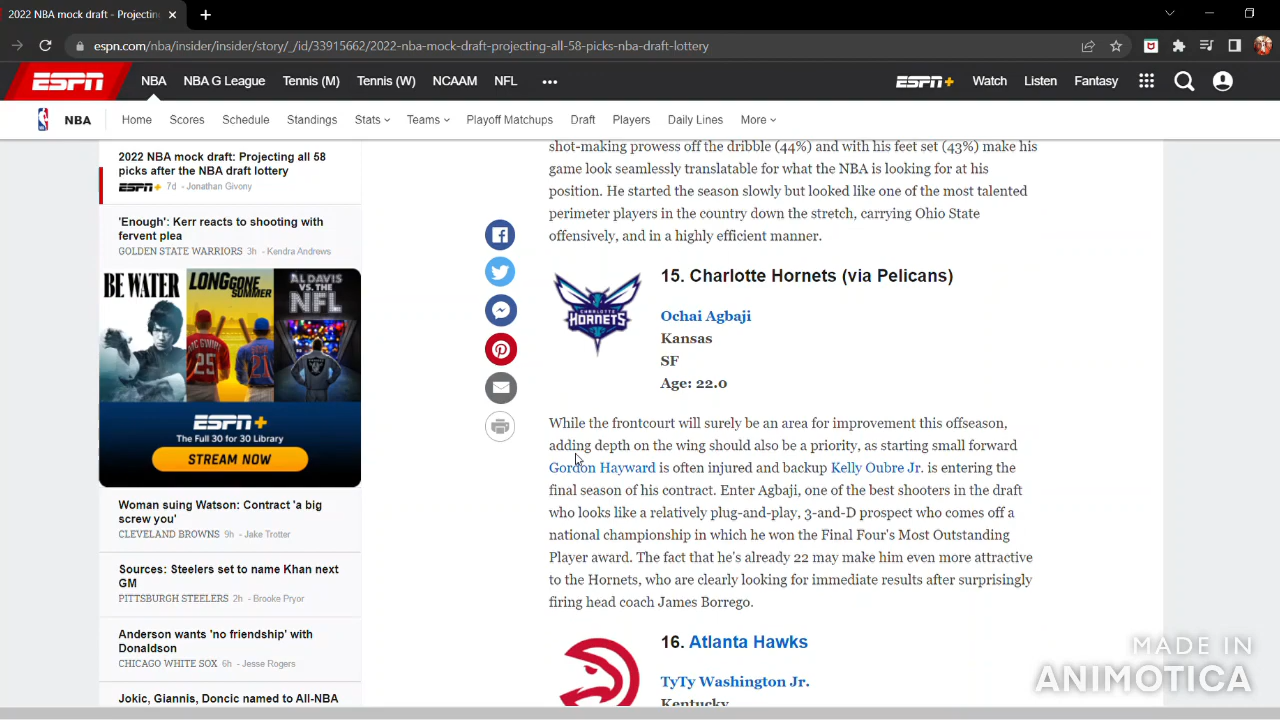 2022 NBA mock draft - Projectin
espn.com/nba/insider/insider/story/_/id/33915662/2022-nba-mock-draft-projecting-all-58-picks-nba-draft-lottery
ESPN NBA NBA G League Tennis (M) Tennis (W) NCAAM NFL ESPN+ Watch Listen Fantasy
NBA Home Scores Schedule Standings Stats Teams Playoff Matchups Draft Players Daily Lines More
2022 NBA mock draft: Projecting all 58
picks after the NBA draft lottery
ESPN+ 7d - Jonathan Givony
'Enough': Kerr reacts to shooting with
fervent plea
GOLDEN STATE WARRIORS 3h - Kendra Andrews
BE WATER
LONG GONE
SUMMER
AL DAVIS
VS. THE
NFL
MC GWIRE
25
21
ESPN+
The Full 30 for 30 Library
STREAM NOW
Woman suing Watson: Contract 'a big
screw you'
CLEVELAND BROWNS 9h - Jake Trotter
Sources: Steelers set to name Khan next
GM
PITTSBURGH STEELERS 2h - Brooke Pryor
Anderson wants 'no friendship' with
Donaldson
CHICAGO WHITE SOX 6h - Jesse Rogers
Jokic, Giannis, Doncic named to All-NBA
shot-making prowess off the dribble (44%) and with his feet set (43%) make his
game look seamlessly translatable for what the NBA is looking for at his
position. He started the season slowly but looked like one of the most talented
perimeter players in the country down the stretch, carrying Ohio State
offensively, and in a highly efficient manner.
CHARLOTTE
HORNETS
15. Charlotte Hornets (via Pelicans)
Ochai Agbaji
Kansas
SF
Age: 22.0
While the frontcourt will surely be an area for improvement this offseason,
adding depth on the wing should also be a priority, as starting small forward
Gordon Hayward is often injured and backup Kelly Oubre Jr. is entering the
final season of his contract. Enter Agbaji, one of the best shooters in the draft
who looks like a relatively plug-and-play, 3-and-D prospect who comes off a
national championship in which he won the Final Four's Most Outstanding
Player award. The fact that he's already 22 may make him even more attractive
to the Hornets, who are clearly looking for immediate results after surprisingly
firing head coach James Borrego.
16. Atlanta Hawks
TyTy Washington Jr.
Kentucky
MADE IN
ANIMOTICA